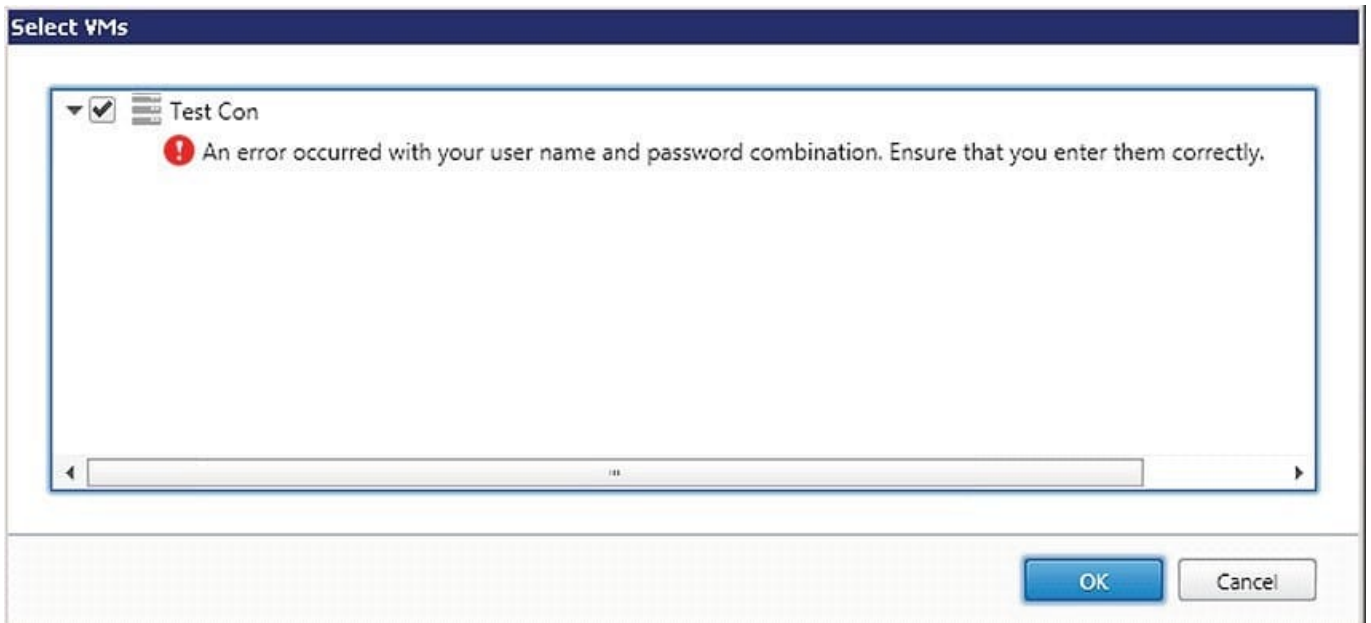 Select VMs
Test Con
An error occurred with your user name and password combination. Ensure that you enter them correctly.
OK
Cancel